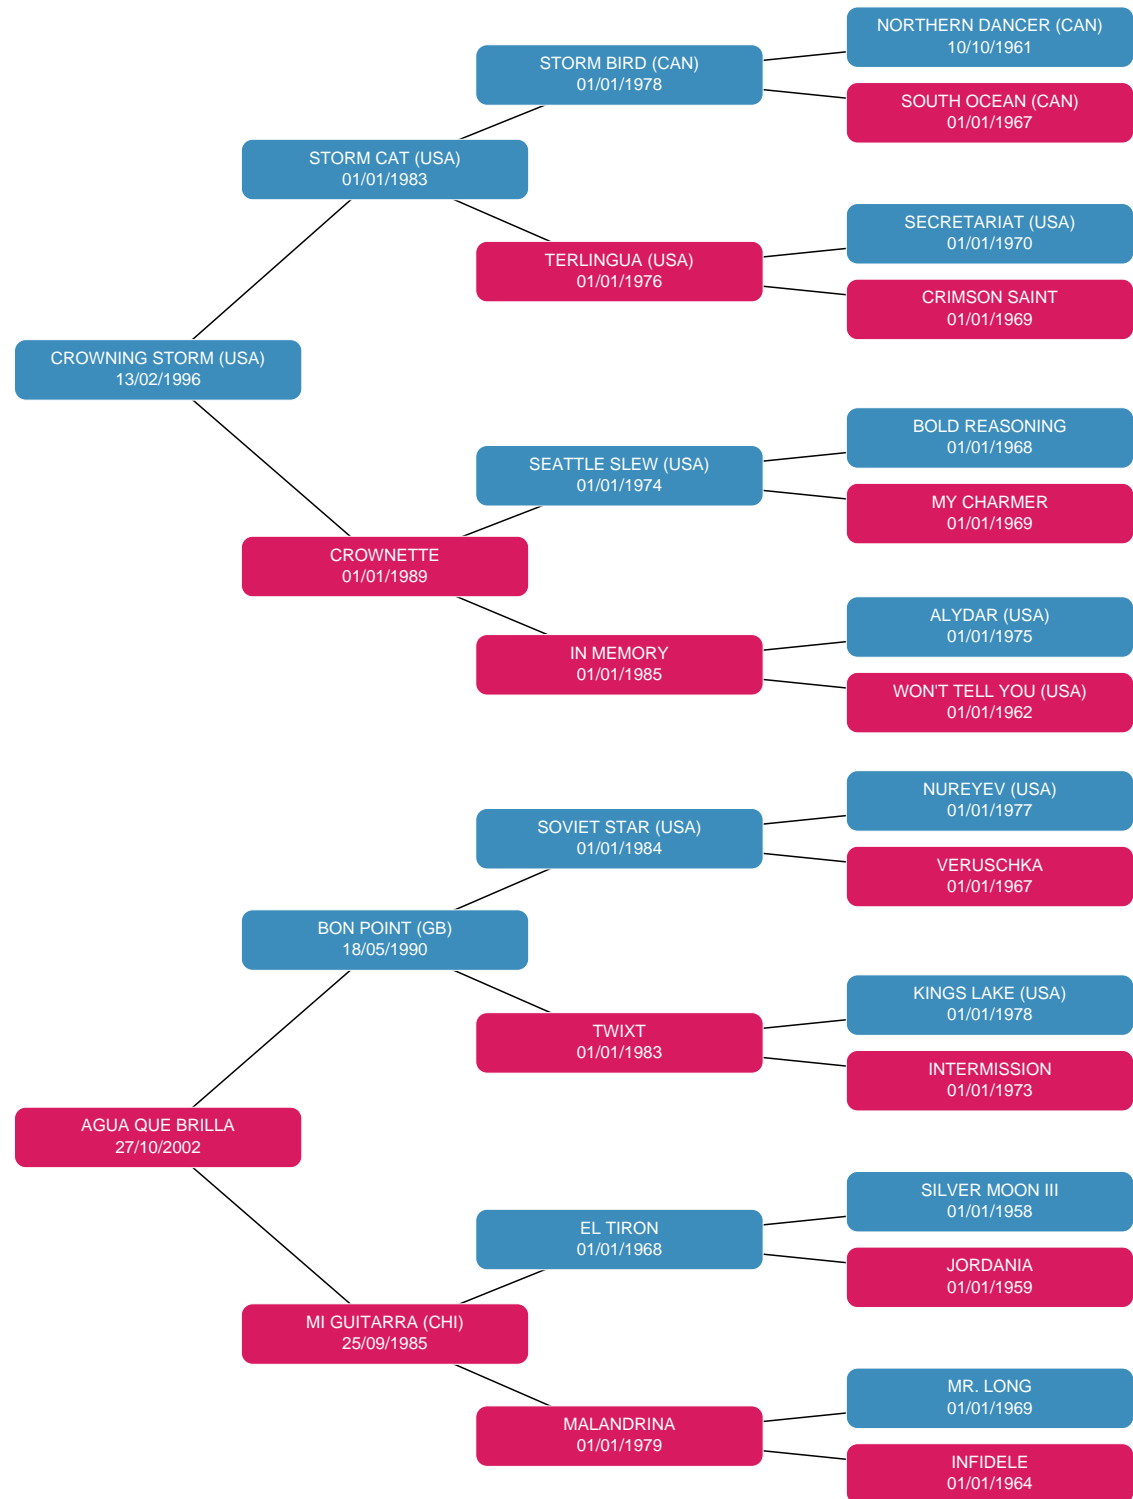 NORTHERN DANCER (CAN)
10/10/1961
STORM BIRD (CAN)
01/01/1978
SOUTH OCEAN (CAN)
01/01/1967
STORM CAT (USA)
01/01/1983
SECRETARIAT (USA)
01/01/1970
TERLINGUA (USA)
01/01/1976
CRIMSON SAINT
01/01/1969
CROWNING STORM (USA)
13/02/1996
BOLD REASONING
01/01/1968
SEATTLE SLEW (USA)
01/01/1974
MY CHARMER
01/01/1969
CROWNETTE
01/01/1989
ALYDAR (USA)
01/01/1975
IN MEMORY
01/01/1985
WON'T TELL YOU (USA)
01/01/1962
NUREYEV (USA)
01/01/1977
SOVIET STAR (USA)
01/01/1984
VERUSCHKA
01/01/1967
BON POINT (GB)
18/05/1990
KINGS LAKE (USA)
01/01/1978
TWIXT
01/01/1983
INTERMISSION
01/01/1973
AGUA QUE BRILLA
27/10/2002
SILVER MOON III
01/01/1958
EL TIRON
01/01/1968
JORDANIA
01/01/1959
MI GUITARRA (CHI)
25/09/1985
MR. LONG
01/01/1969
MALANDRINA
01/01/1979
INFIDELE
01/01/1964